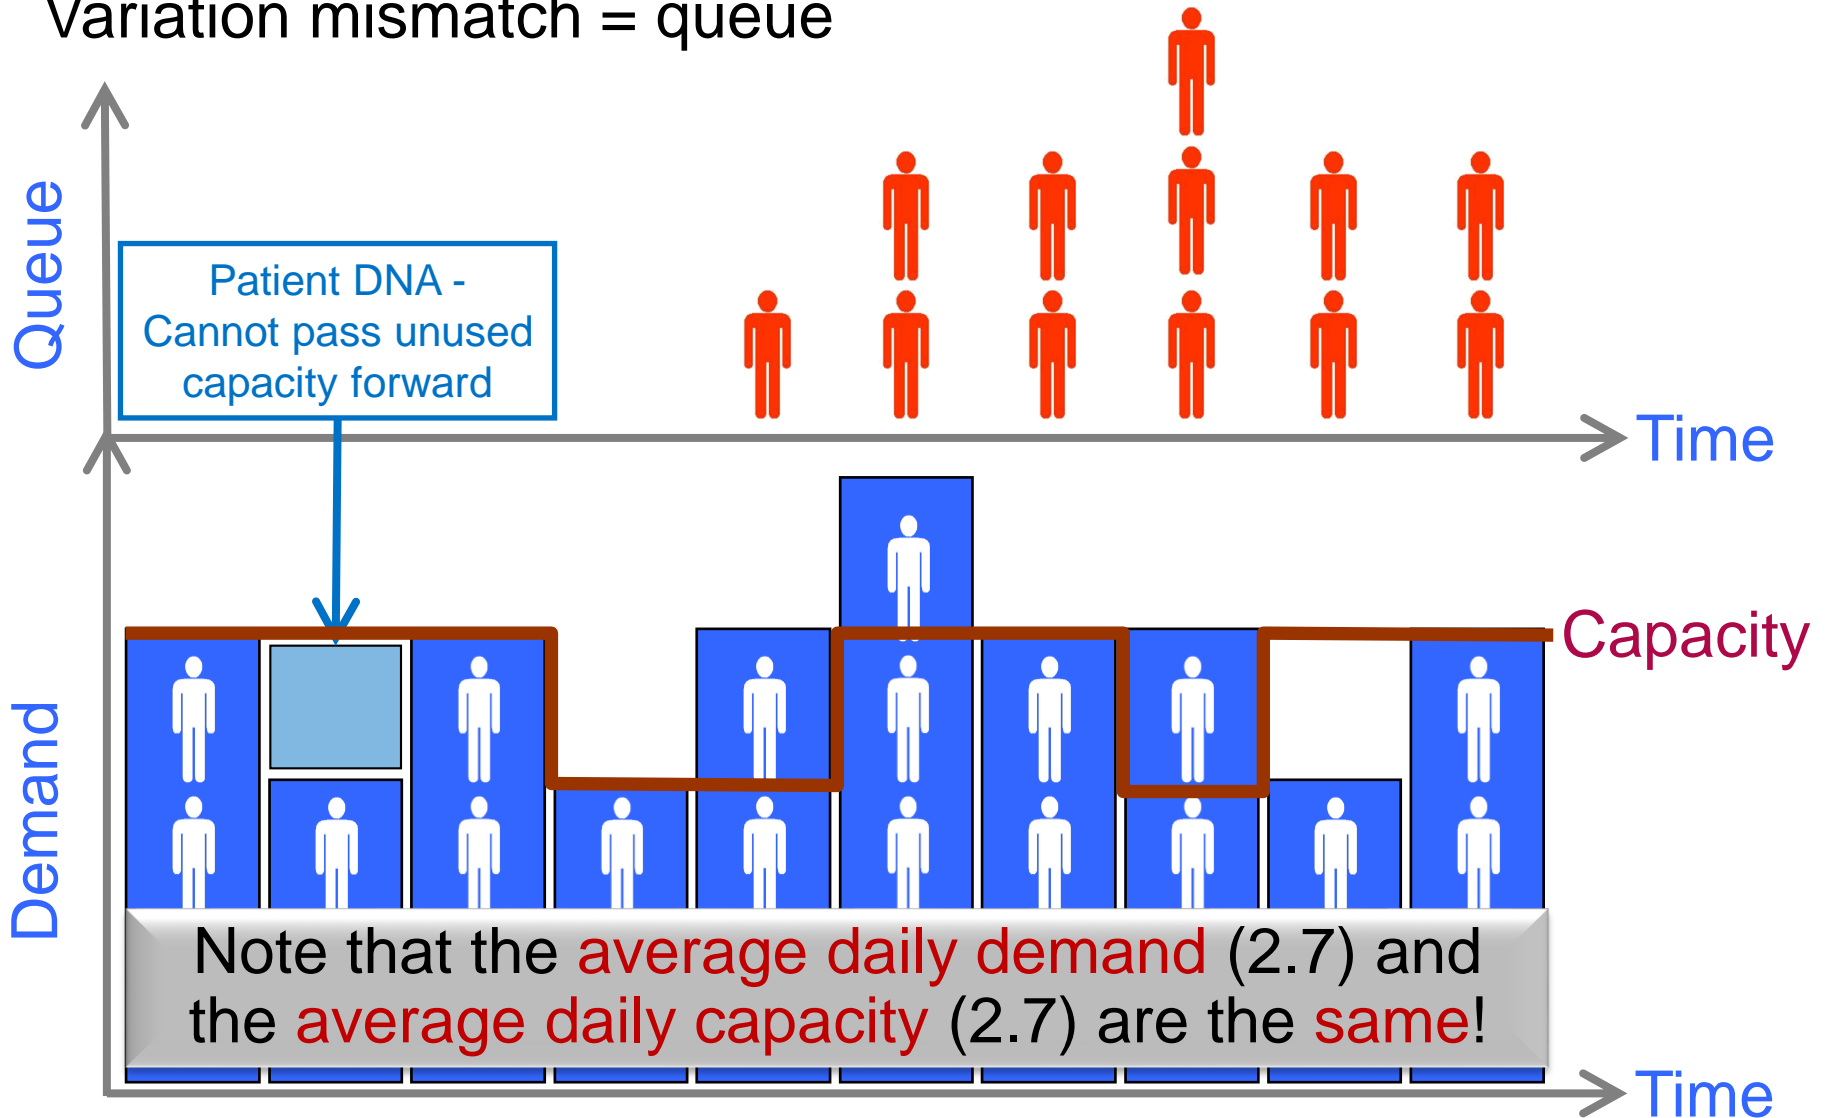 Variation mismatch = queue
Queue
Patient DNA -
Cannot pass unused
capacity forward
Time
Capacity
Demand
Note that the average daily demand (2.7) and
the average daily capacity (2.7) are the same!
Time